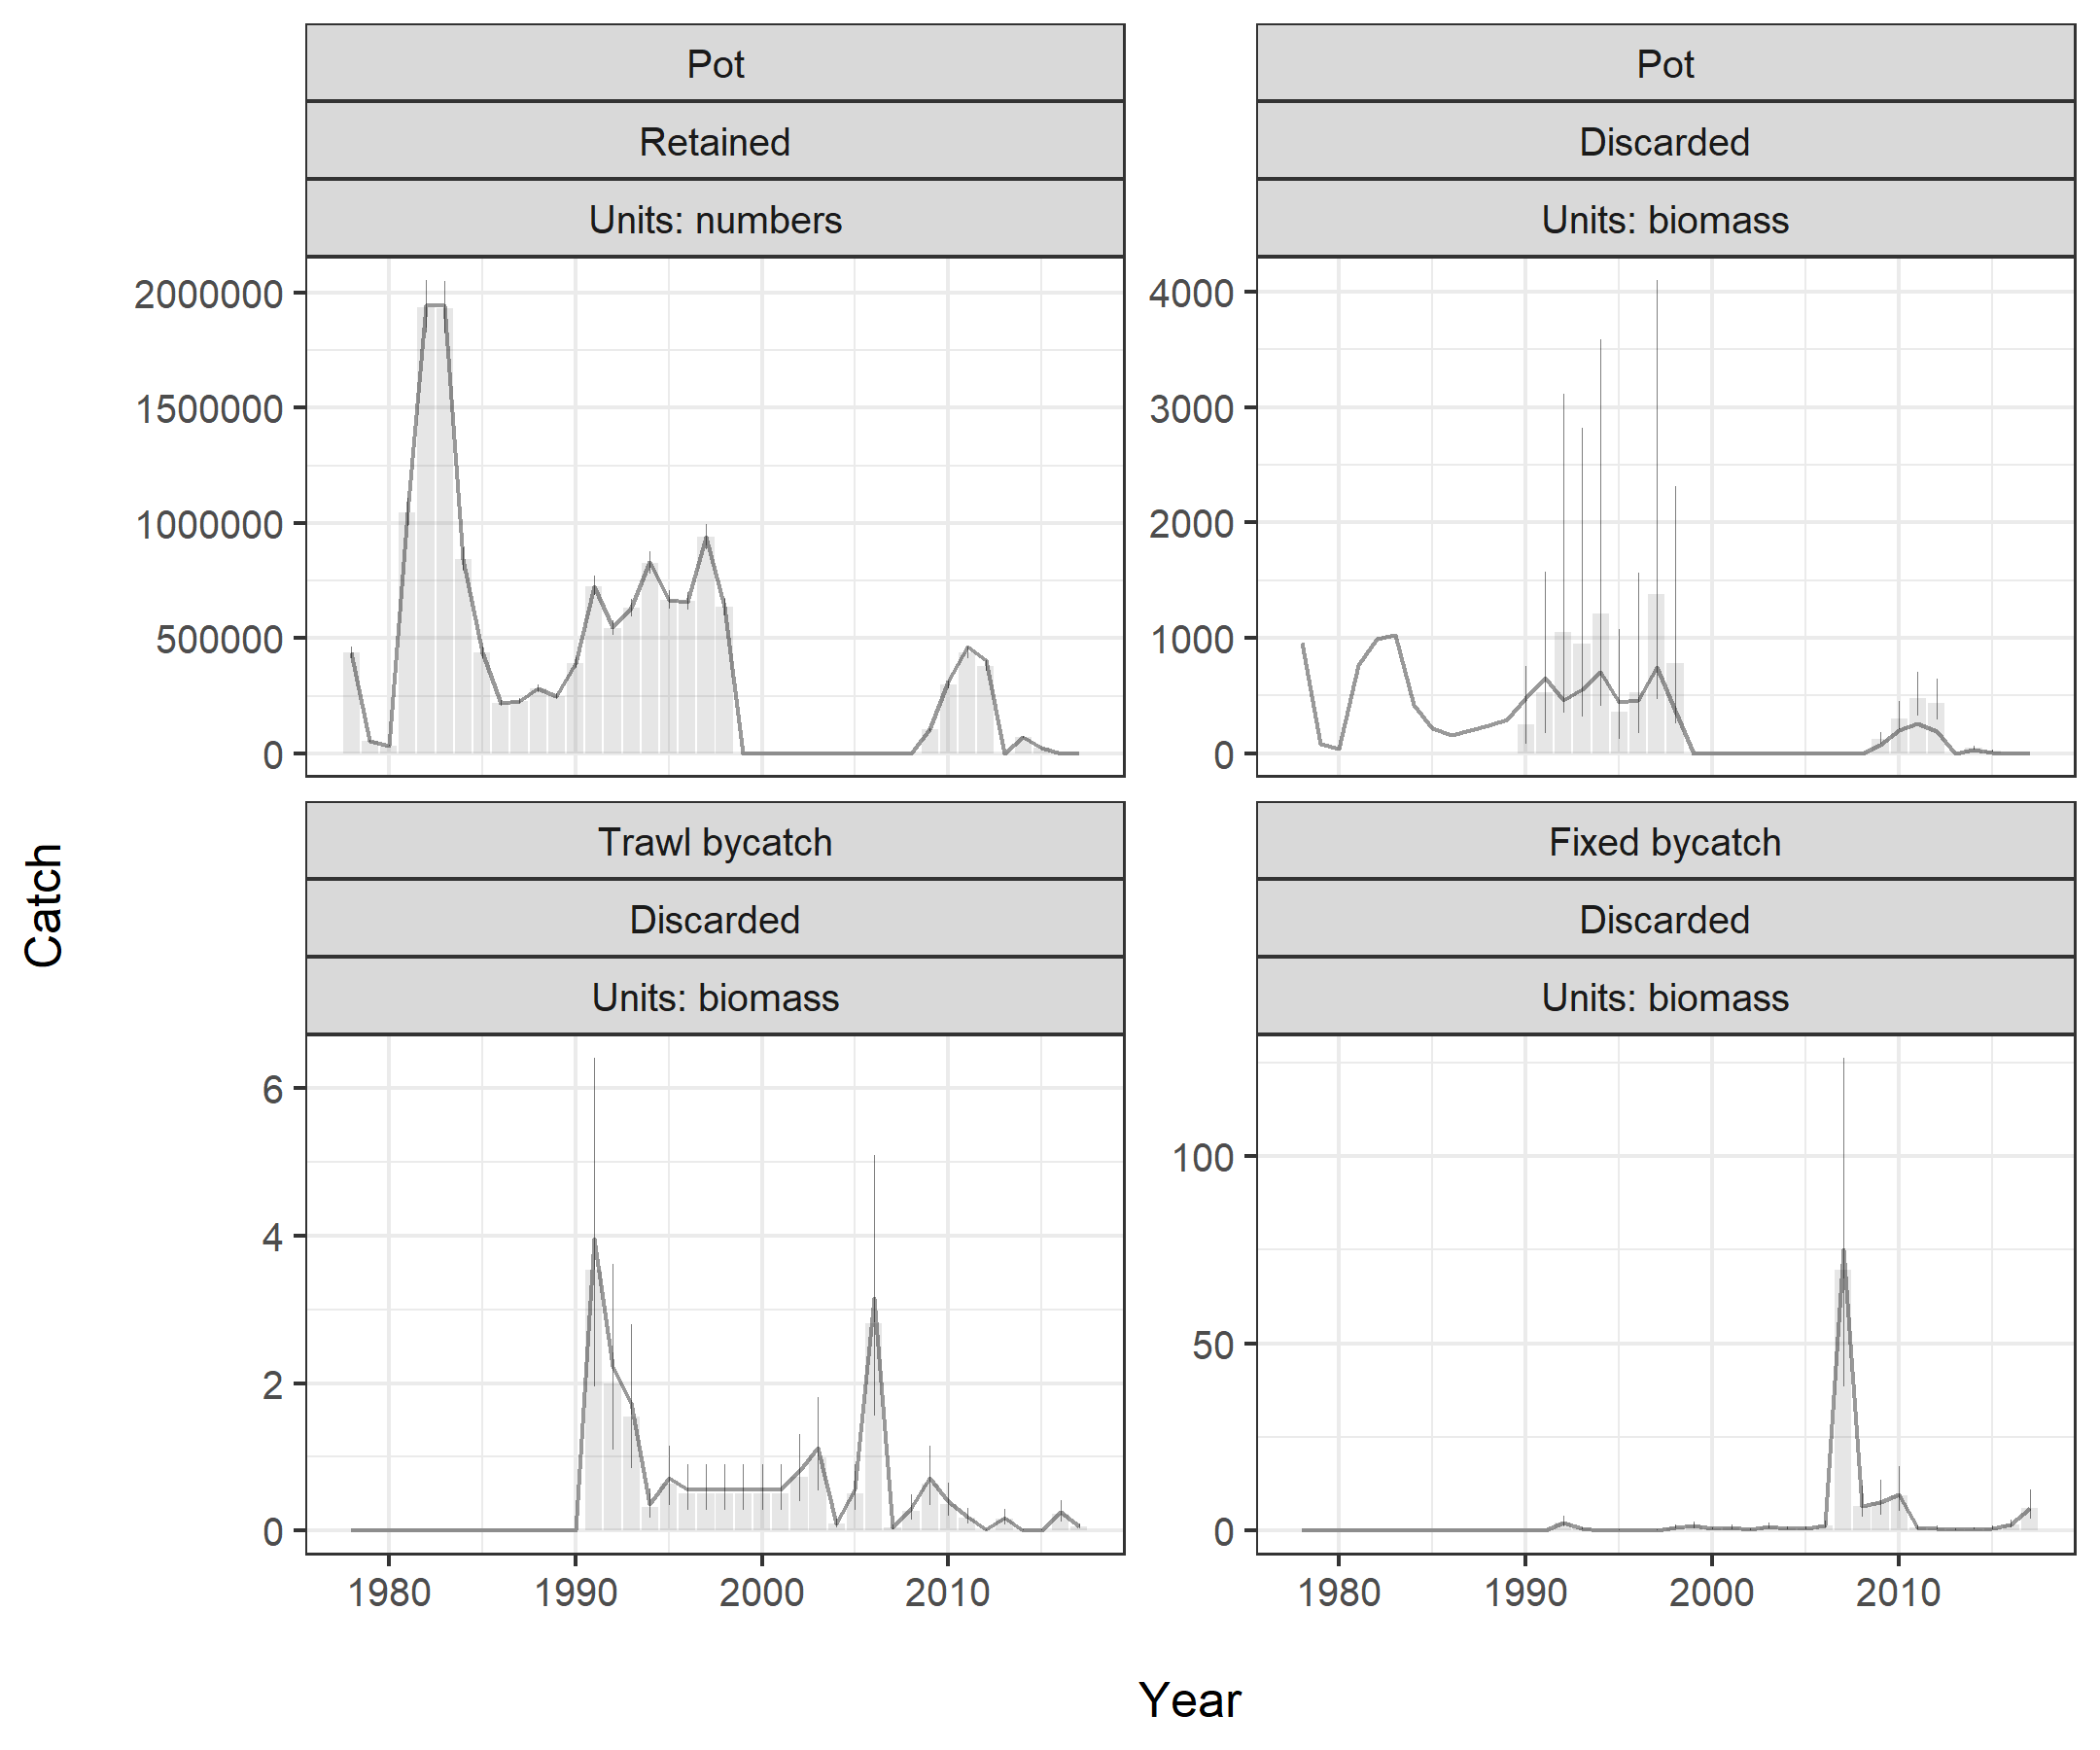 Pot
Retained
Units: numbers
2000000
1500000
1000000
500000
0
Pot
Discarded
Units: biomass
4000
3000
2000
1000
0
Catch
Trawl bycatch
Discarded
Units: biomass
6
4
2
0
1980 1990 2000 2010
Fixed bycatch
Discarded
Units: biomass
100
50
0
1980 1990 2000 2010
Year